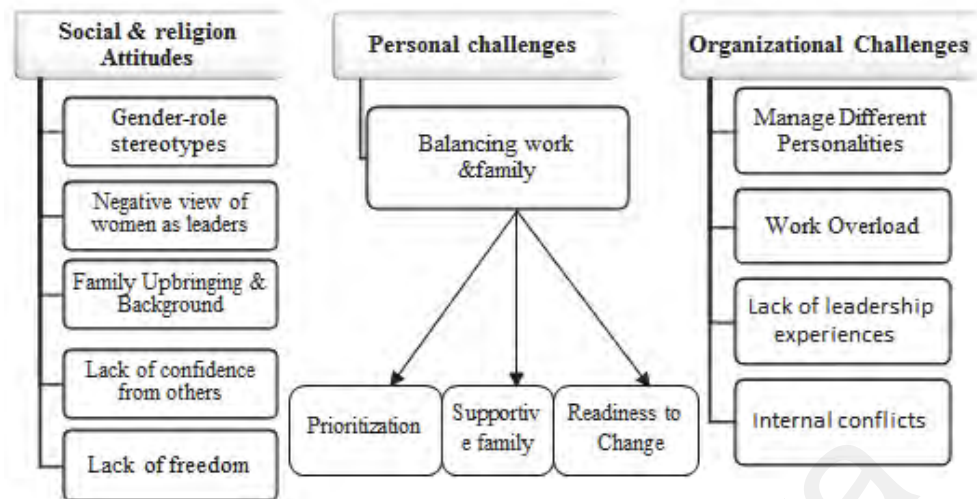 Social & religion
Attitudes
Gender-role
stereotypes
Negative view of
women as leaders
Family Upbringing &
Background
Lack of confidence
from others
Lack of freedom
Personal challenges
Balancing work
&family
Prioritization
Supportiv
e family
Readiness to
Change
Organizational Challenges
Manage Different
Personalities
Work Overload
Lack of leadership
experiences
Internal conflicts